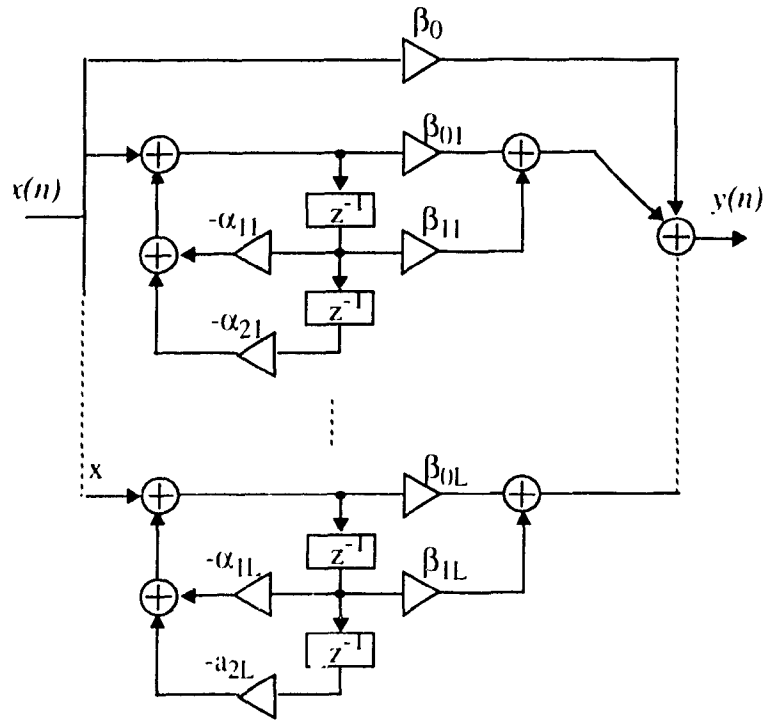 β₀
β₀₁
x(n)
z⁻¹
y(n)
-α₁₁
β₁₁
z⁻¹
-α₂₁
x
β₀L
z⁻¹
-α₁L
β₁L
z⁻¹
-a₂L